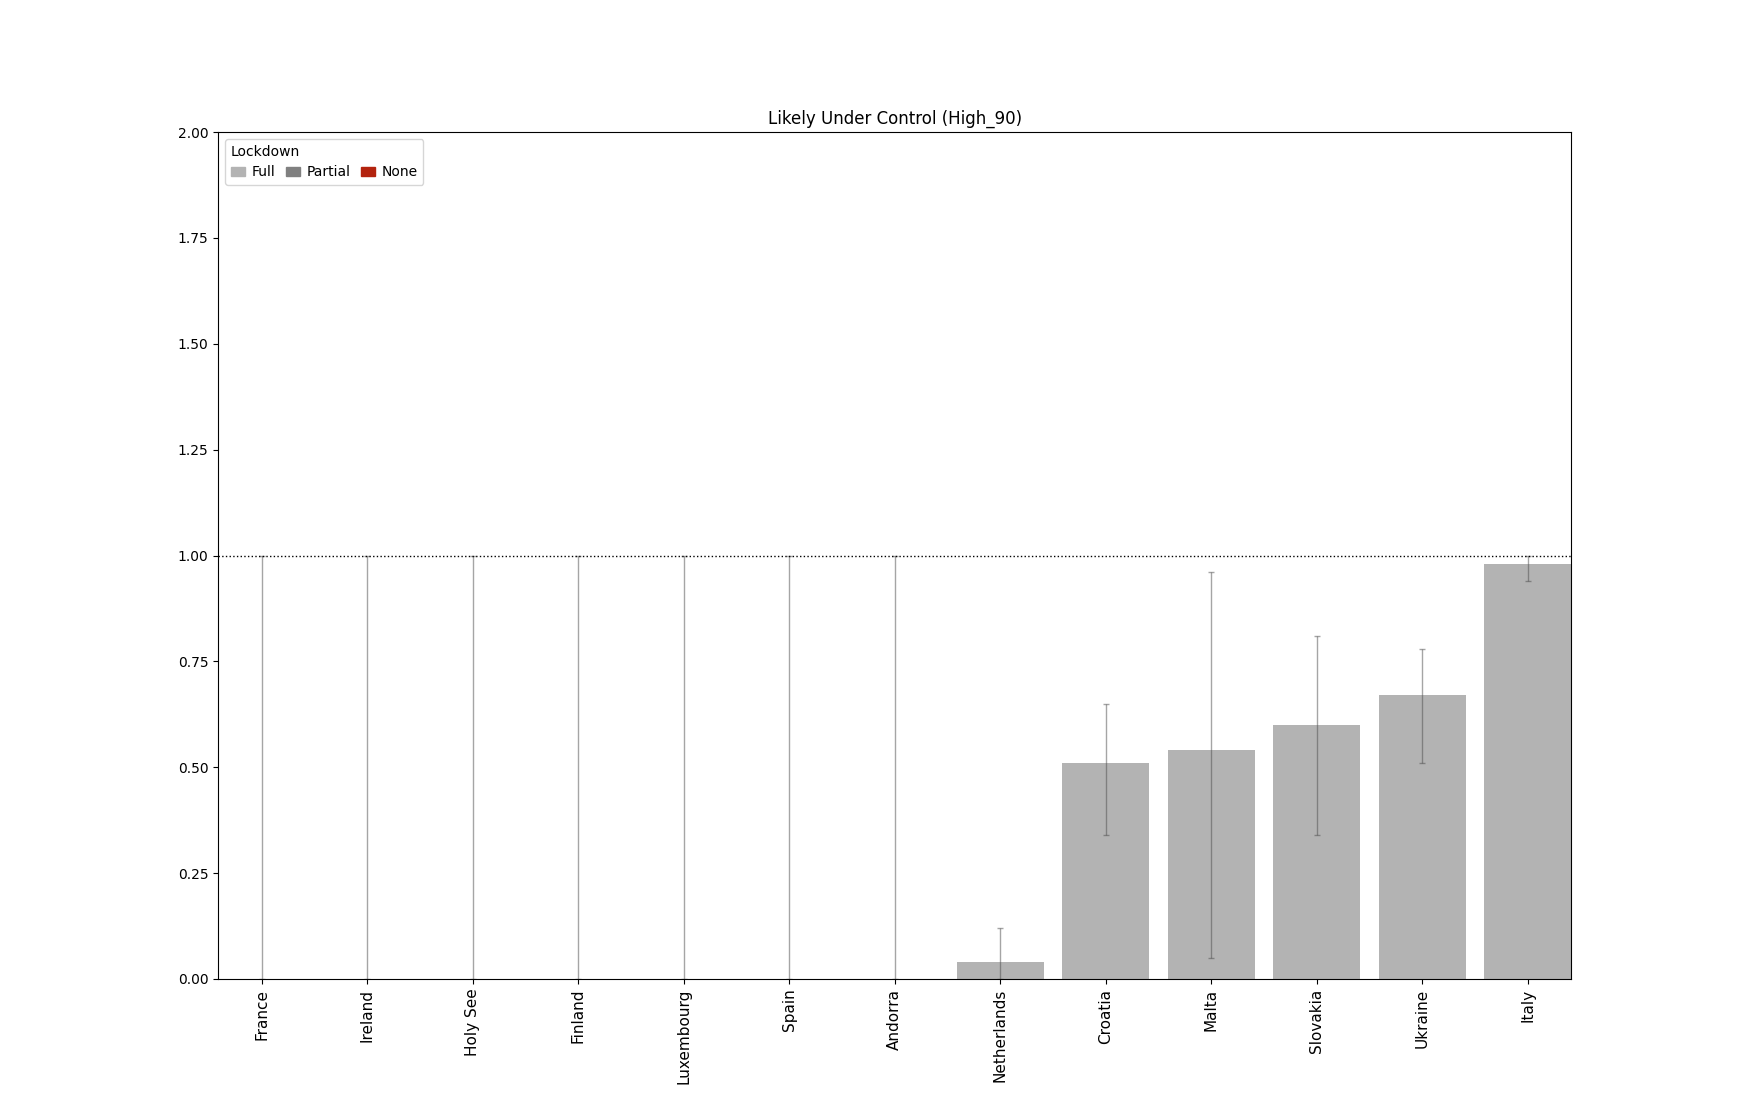 Likely Under Control (High_90)
2.00
Lockdown
Full Partial None
1.75
1.50
1.25
1.00
0.75
0.50
0.25
0.00
France Ireland Holy See Finland Luxembourg Spain Andorra Netherlands Croatia Malta Slovakia Ukraine Italy